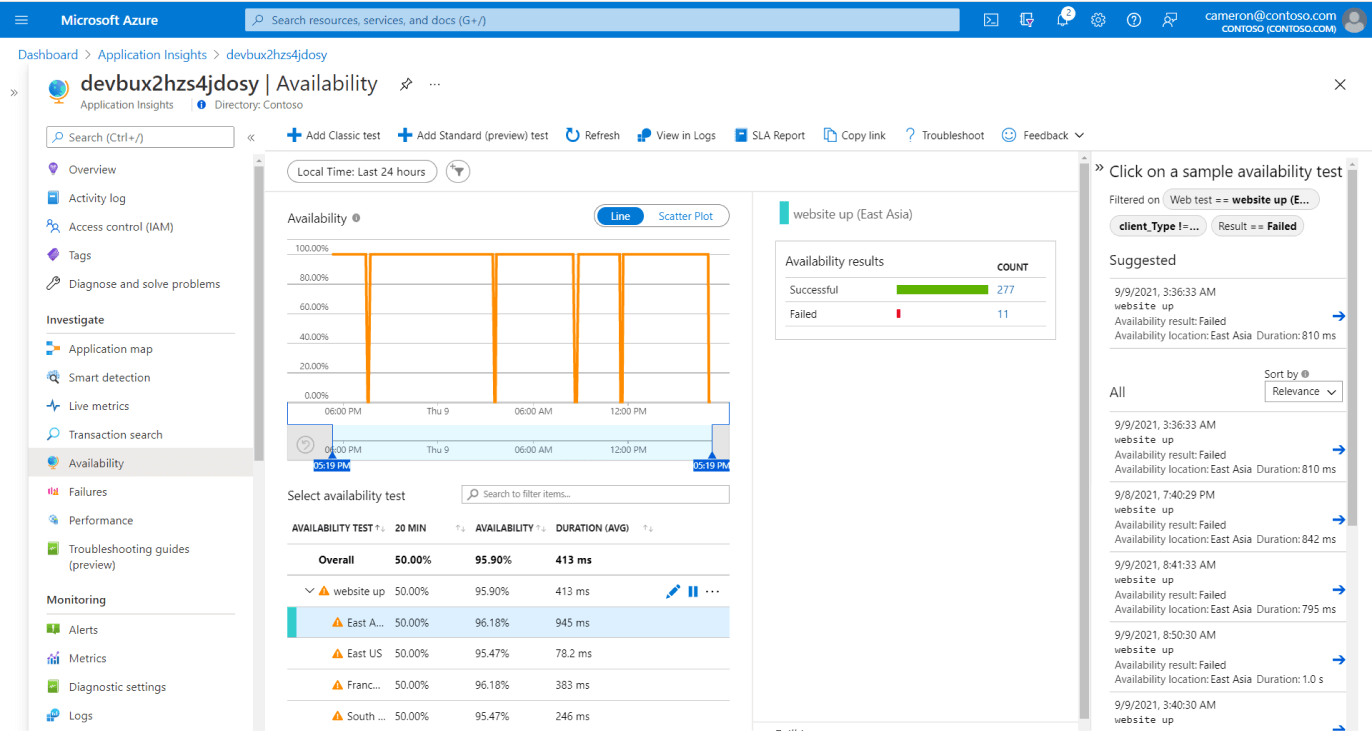 Microsoft Azure
Search resources, services, and docs (G+/)
2
cameron@contoso.com
CONTOSO (CONTOSO.COM)
Dashboard > Application Insights > devbux2hzs4jdosy
devbux2hzs4jdosy | Availability
Application Insights
Directory: Contoso
Search (Ctrl+/)
Overview
Activity log
Access control (IAM)
Tags
Diagnose and solve problems
Investigate
Application map
Smart detection
Live metrics
Transaction search
Availability
Failures
Performance
Troubleshooting guides
(preview)
Monitoring
Alerts
Metrics
Diagnostic settings
Logs
Add Classic test
Add Standard (preview) test
Refresh
View in Logs
SLA Report
Copy link
Troubleshoot
Feedback
Local Time: Last 24 hours
Availability
Line
Scatter Plot
100.00%
80.00%
60.00%
40.00%
20.00%
0.00%
06:00 PM Thu 9 06:00 AM 12:00 PM
06:00 PM Thu 9 06:00 AM 12:00 PM
05:19 PM 05:19 PM
Select availability test
Search to filter items...
AVAILABILITY TEST 20 MIN AVAILABILITY DURATION (AVG)
Overall 50.00% 95.90% 413 ms
website up 50.00% 95.90% 413 ms
East A... 50.00% 96.18% 945 ms
East US 50.00% 95.47% 78.2 ms
Franc... 50.00% 96.18% 383 ms
South ... 50.00% 95.47% 246 ms
website up (East Asia)
Availability results
COUNT
Successful 277
Failed 11
Click on a sample availability test
Filtered on Web test == website up (E...
client_Type !=... Result == Failed
Suggested
9/9/2021, 3:36:33 AM
website up
Availability result: Failed
Availability location: East Asia Duration: 810 ms
Sort by
All
Relevance
9/9/2021, 3:36:33 AM
website up
Availability result: Failed
Availability location: East Asia Duration: 810 ms
9/8/2021, 7:40:29 PM
website up
Availability result: Failed
Availability location: East Asia Duration: 842 ms
9/9/2021, 8:41:33 AM
website up
Availability result: Failed
Availability location: East Asia Duration: 795 ms
9/9/2021, 8:50:30 AM
website up
Availability result: Failed
Availability location: East Asia Duration: 1.0 s
9/9/2021, 3:40:30 AM
website up